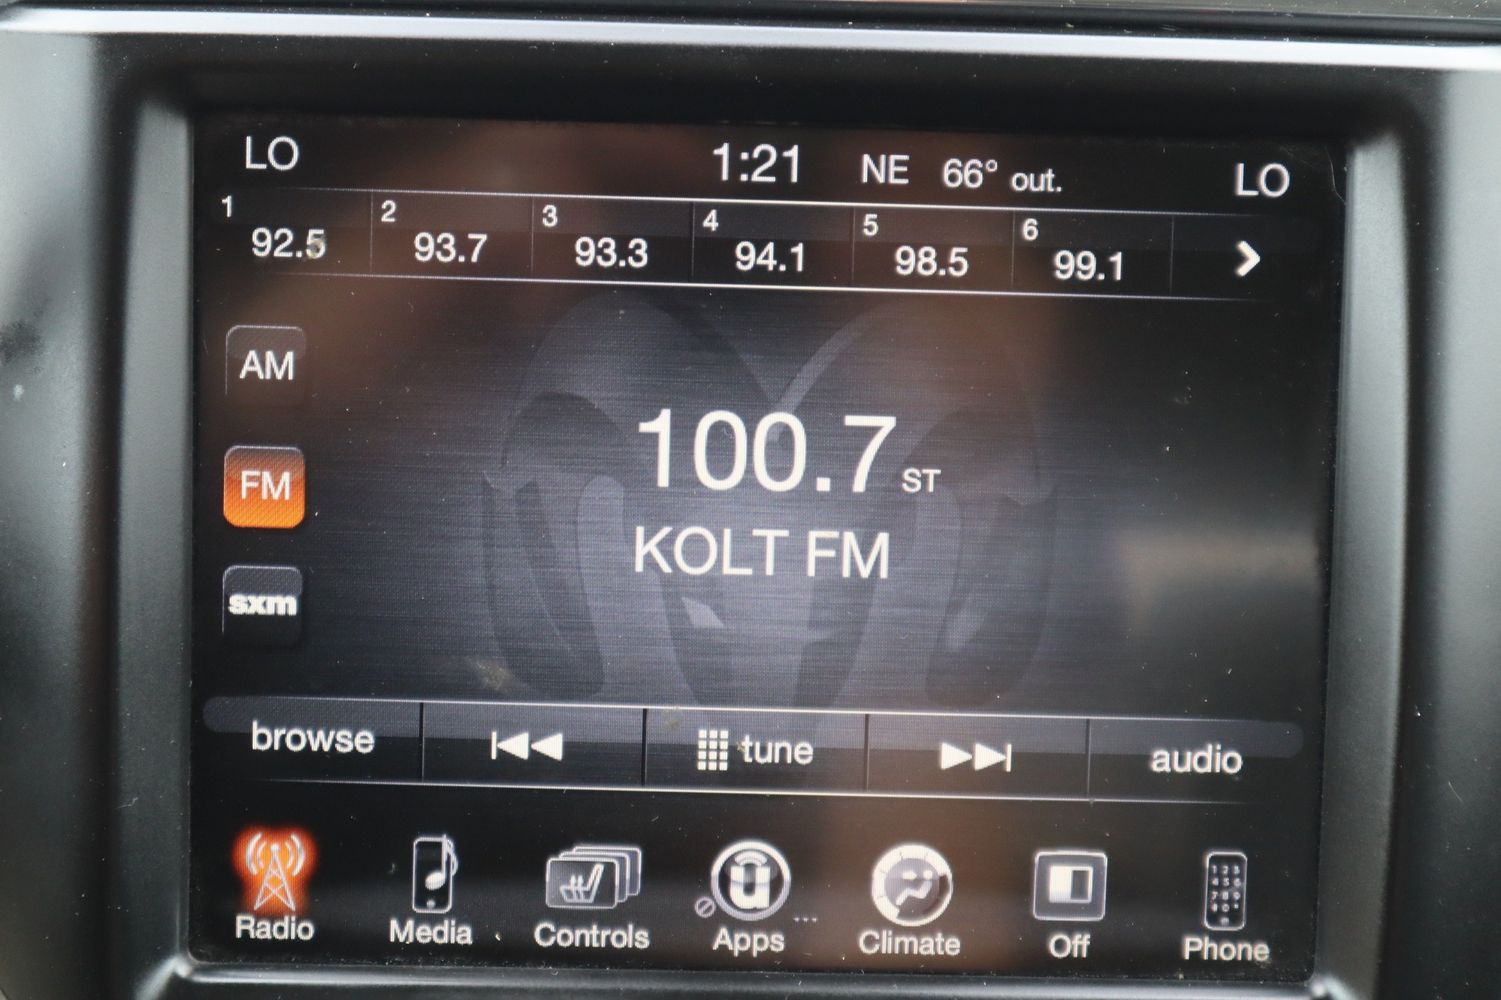 LO 1:21 NE 66° out. LO
1 2 3 4 5 6
92.5 93.7 93.3 94.1 98.5 99.1
AM
100.7 ST
FM
KOLT FM
sxm
browse tune audio
Radio Media Controls Apps Climate Off Phone